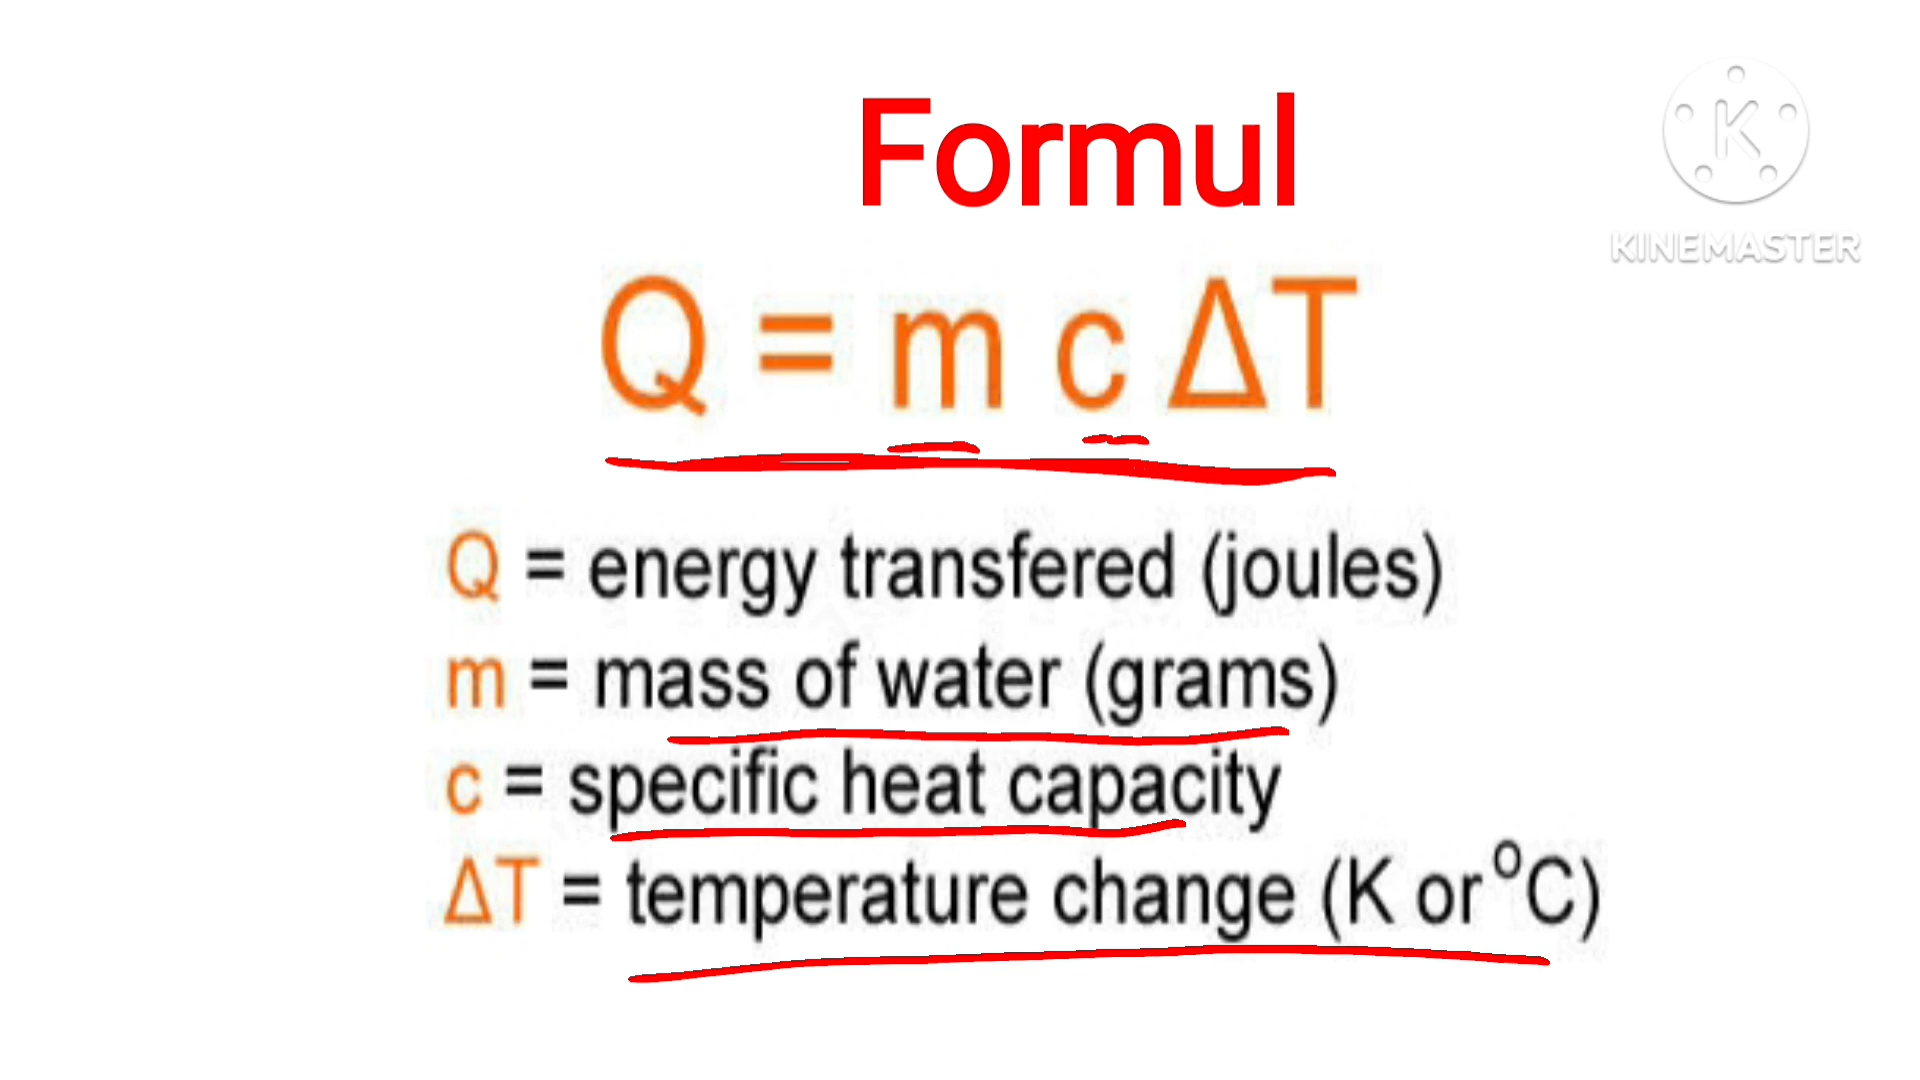 Formul
K
KINEMASTER
Q = m c ΔT
Q = energy transfered (joules)
m = mass of water (grams)
c = specific heat capacity
ΔT = temperature change (K or °C)